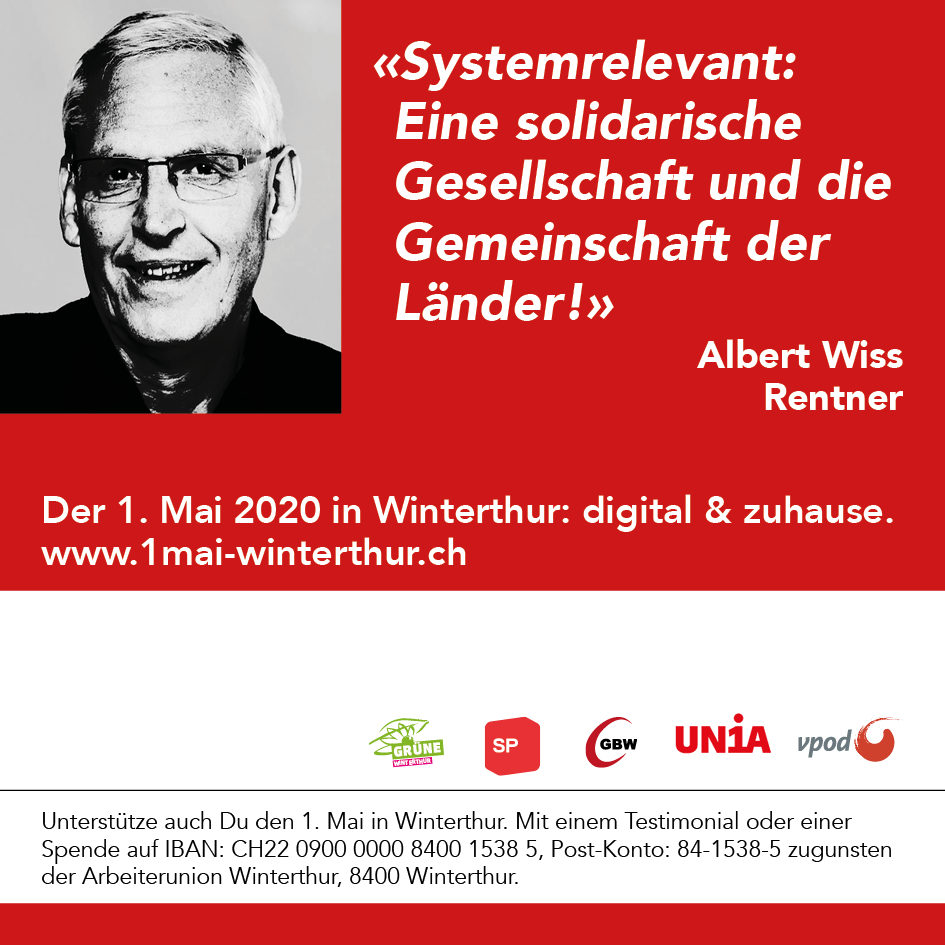 «Systemrelevant:
Eine solidarische
Gesellschaft und die
Gemeinschaft der
Länder!»
Albert Wiss
Rentner
Der 1. Mai 2020 in Winterthur: digital & zuhause.
www.1mai-winterthur.ch
GRÜNE
WINTERTHUR
SP
GBW
UNiA
vpod
Unterstütze auch Du den 1. Mai in Winterthur. Mit einem Testimonial oder einer
Spende auf IBAN: CH22 0900 0000 8400 1538 5, Post-Konto: 84-1538-5 zugunsten
der Arbeiterunion Winterthur, 8400 Winterthur.